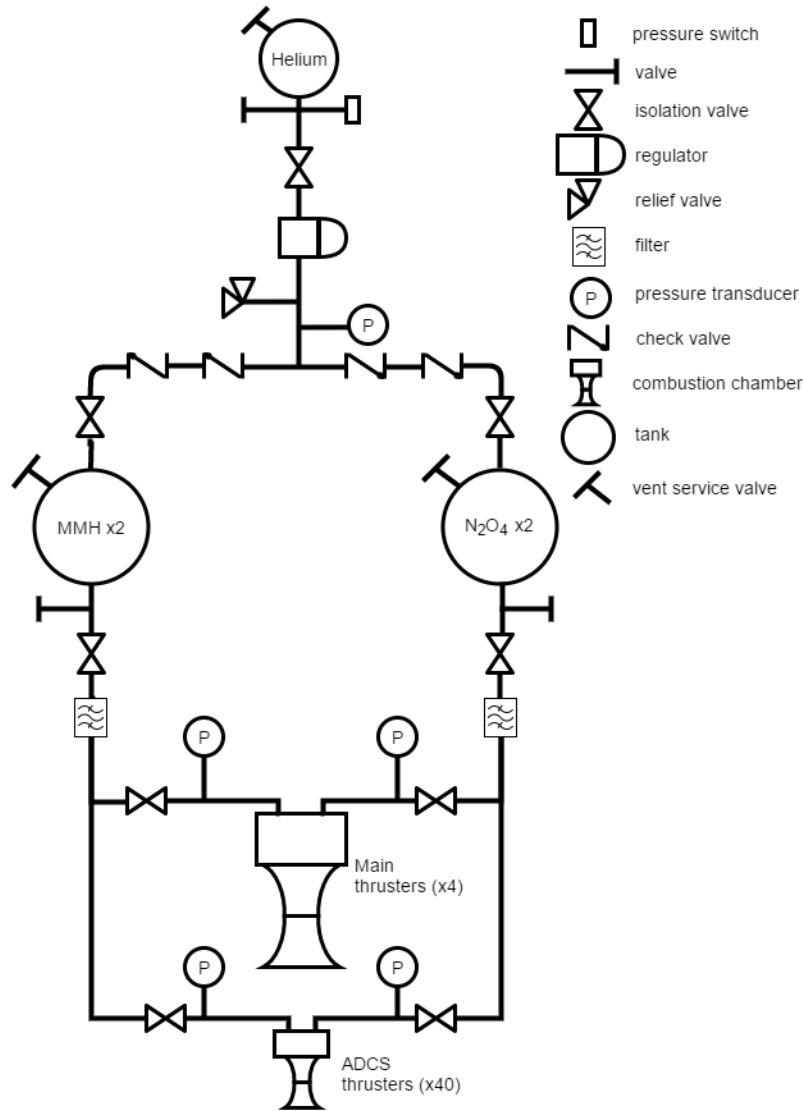 Helium
pressure switch
valve
isolation valve
regulator
relief valve
filter
P
pressure transducer
P
check valve
combustion chamber
tank
vent service valve
MMH x2
N₂O₄ x2
P
P
Main
thrusters (x4)
P
P
ADCS
thrusters (x40)